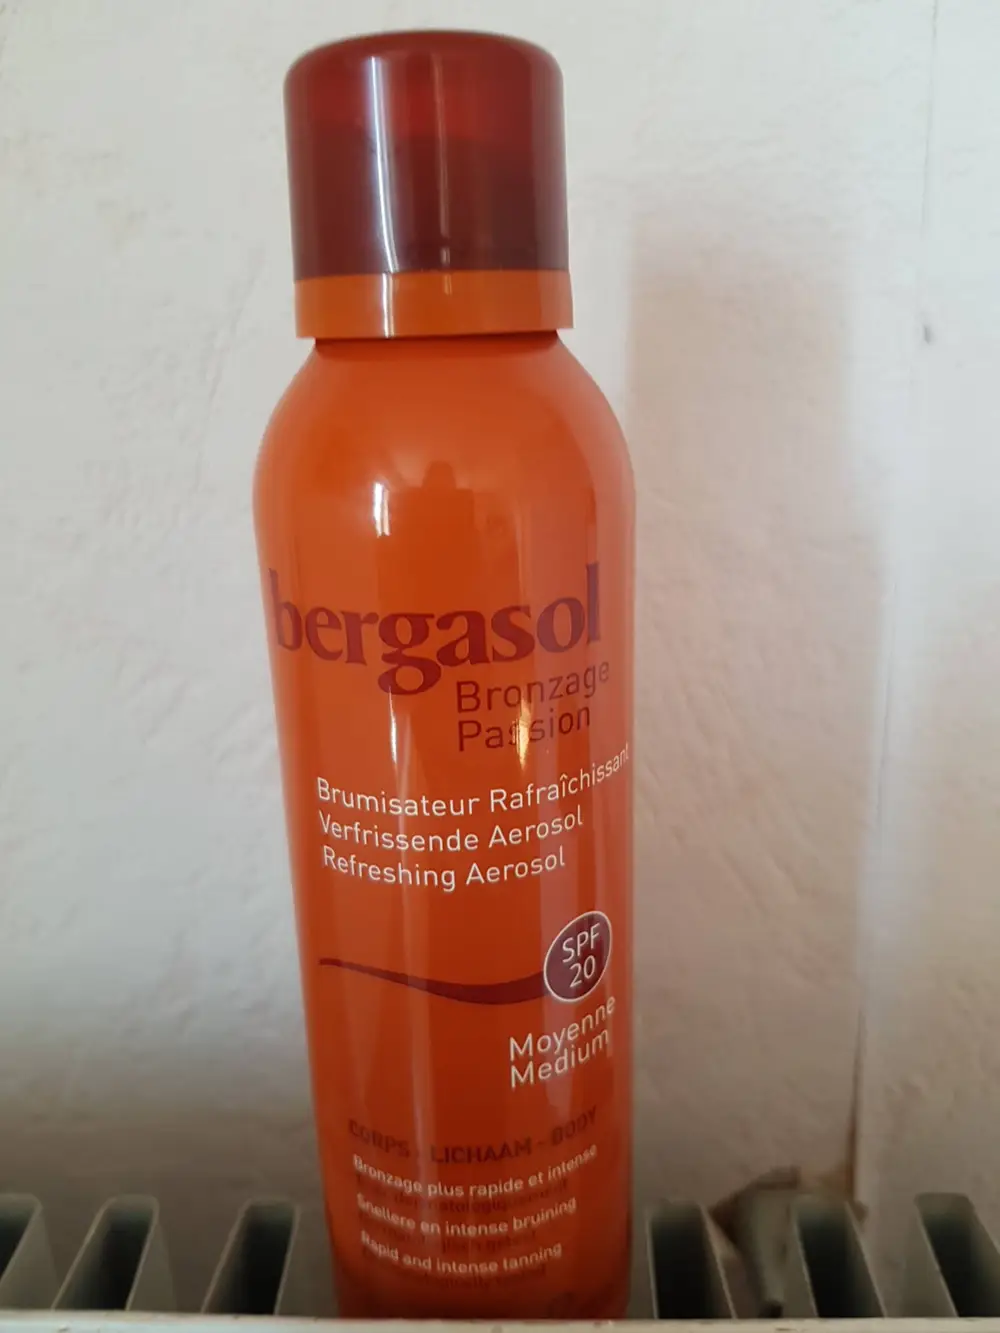 bergasol
Bronzage
Passion
Brumisateur Rafraîchissant
Verfrissende Aerosol
Refreshing Aerosol
SPF
20
Moyenne
Medium
CORPS - LICHAAM - BODY
Bronzage plus rapide et intense
Snellere en intense bruining
Rapid and intense tanning